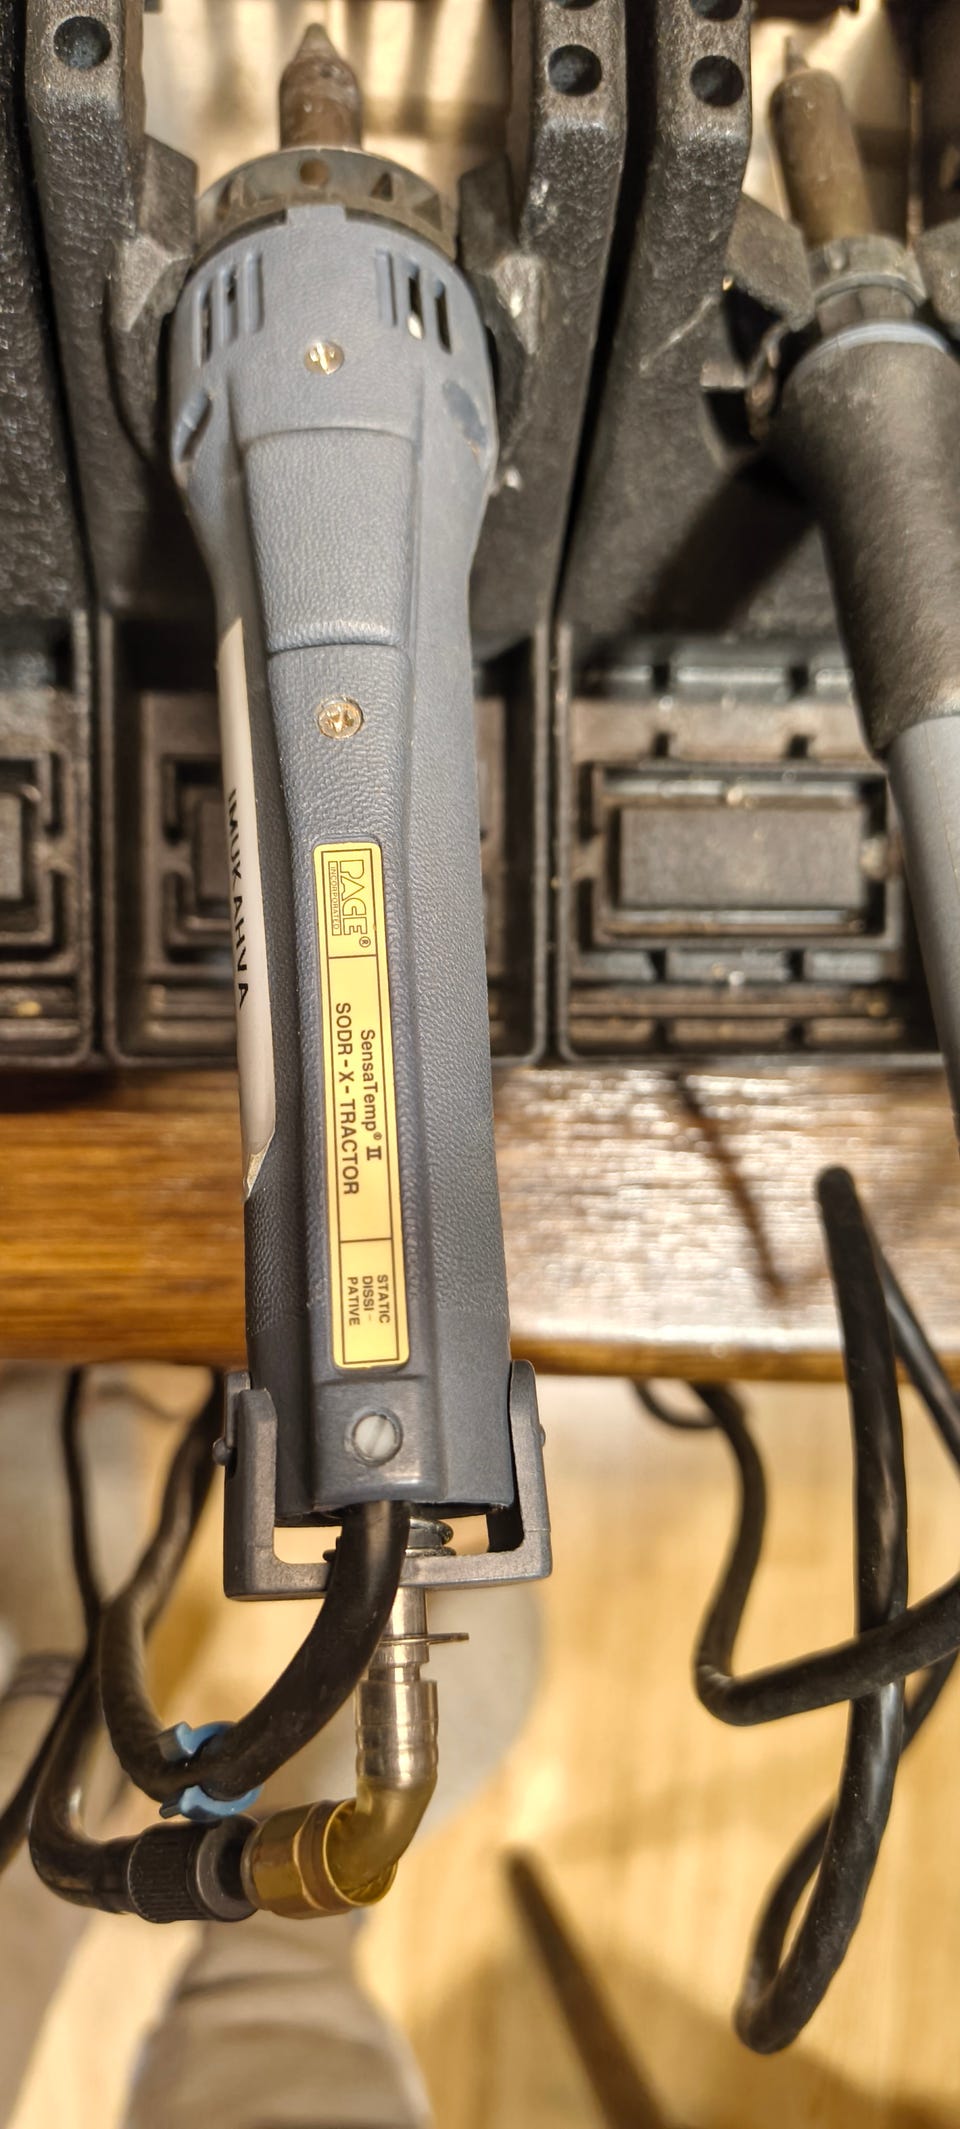 IMUKAHVA
PACE®
INCORPORATED
SensaTemp® II
SODR-X-TRACTOR
STATIC
DISSI-
PATIVE